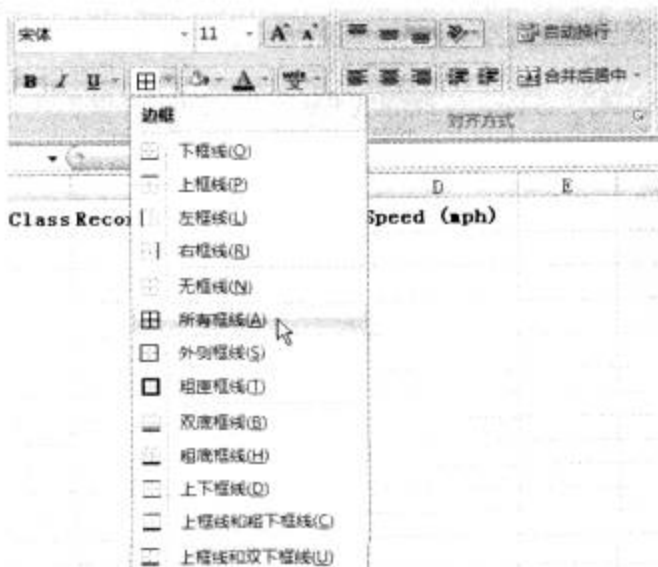 宋体 11 A A 自动换行
B I U A 变 合并后居中
对齐方式
边框
下框线(O)
上框线(P)
左框线(L)
右框线(R)
无框线(N)
所有框线(A)
外侧框线(S)
粗匣框线(T)
双底框线(B)
粗底框线(H)
上下框线(D)
上框线和粗下框线(C)
上框线和双下框线(U)
D E
Class Recor Speed (mph)